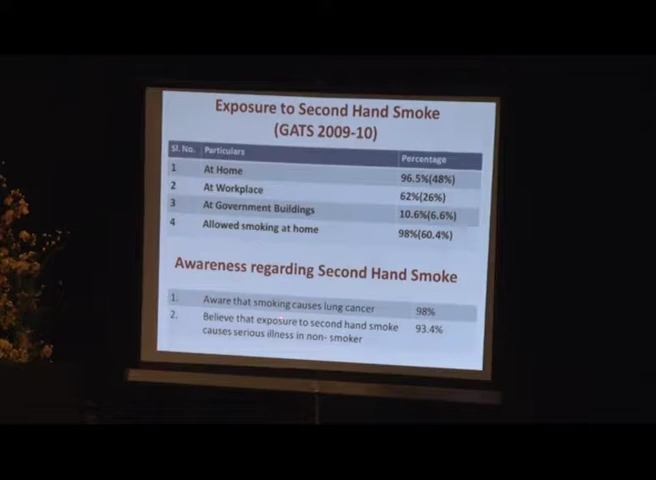 Exposure to Second Hand Smoke
(GATS 2009-10)
Sl. No. Particulars Percentage
1 At Home 96.5%(48%)
2 At Workplace 62%(26%)
3 At Government Buildings 10.6%(6.6%)
4 Allowed smoking at home 98%(60.4%)
Awareness regarding Second Hand Smoke
1. Aware that smoking causes lung cancer 98%
2. Believe that exposure to second hand smoke 93.4%
causes serious illness in non- smoker